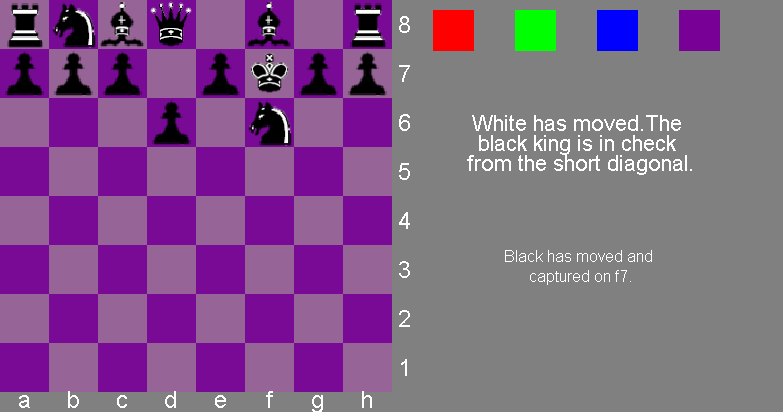 8
7
6
5
4
3
2
1
a b c d e f g h
White has moved.The
black king is in check
from the short diagonal.
Black has moved and
captured on f7.